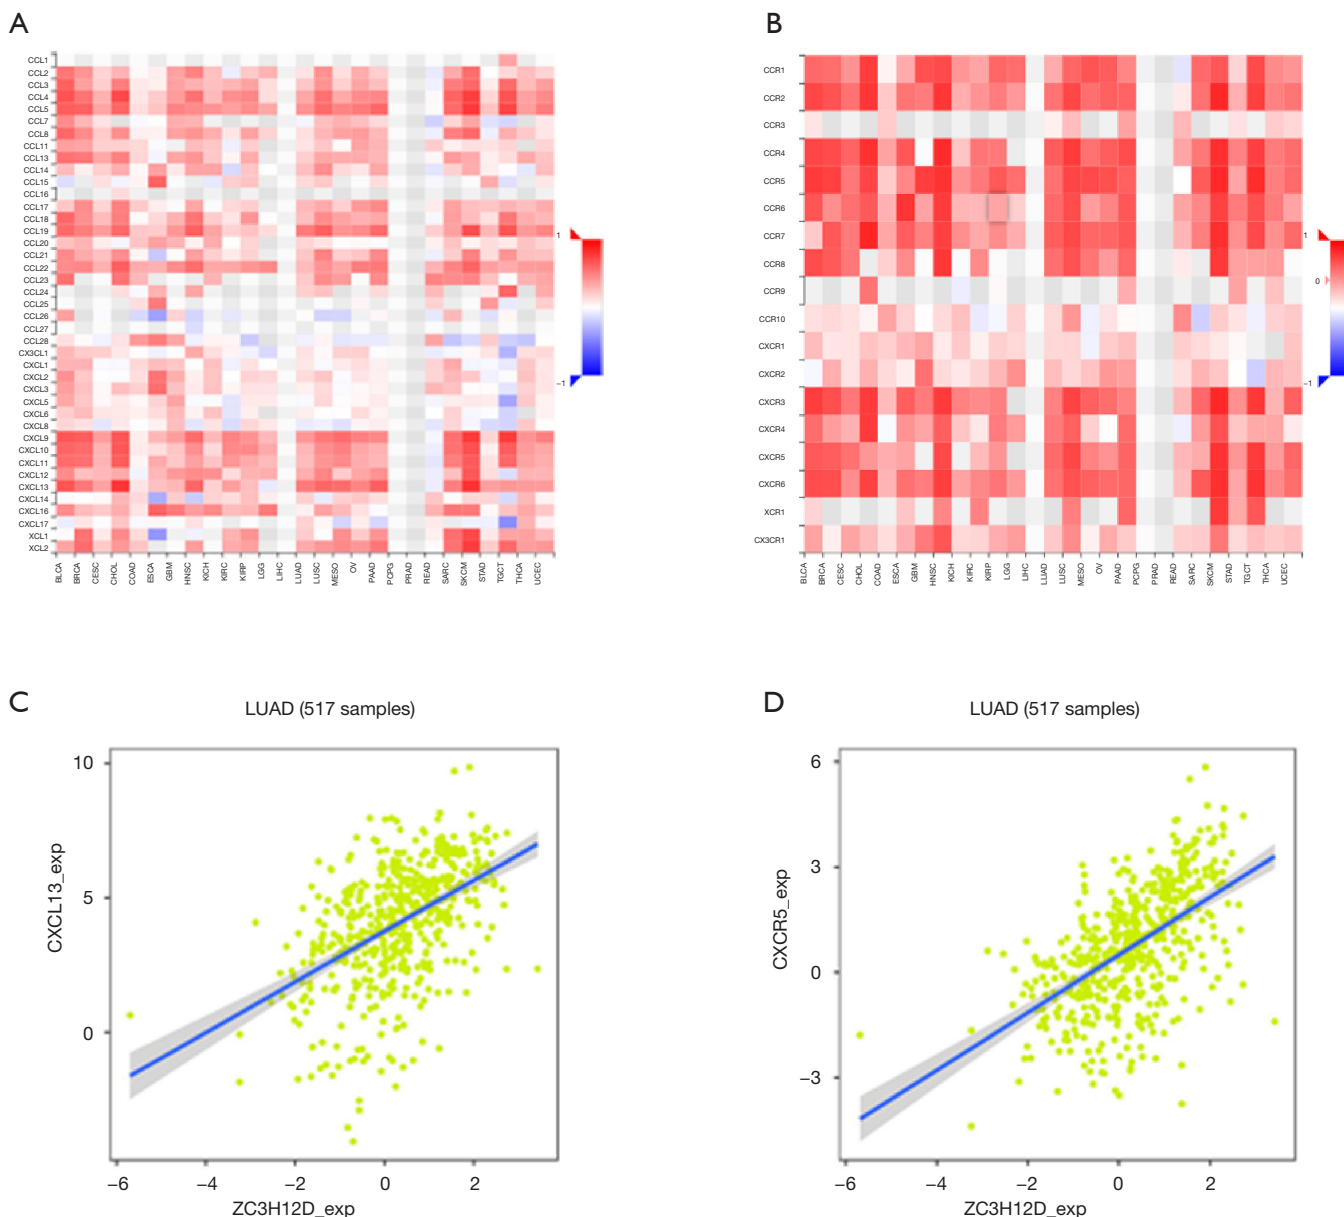 A
B
CCL1
CCL2
CCL3
CCL4
CCL5
CCL7
CCL8
CCL11
CCL13
CCL14
CCL15
CCL16
CCL17
CCL18
CCL19
CCL20
CCL21
CCL22
CCL23
CCL24
CCL25
CCL26
CCL27
CCL28
CX3CL1
CXCL1
CXCL2
CXCL3
CXCL5
CXCL6
CXCL8
CXCL9
CXCL10
CXCL11
CXCL12
CXCL13
CXCL14
CXCL16
CXCL17
XCL1
XCL2
BLCA BRCA CESC CHOL COAD ESCA GBM HNSC KICH KIRC KIRP LGG LIHC LUAD LUSC MESO OV PAAD PCPG PRAD READ SARC SKCM STAD TGCT THCA UCEC
1
−1
CCR1
CCR2
CCR3
CCR4
CCR5
CCR6
CCR7
CCR8
CCR9
CCR10
CXCR1
CXCR2
CXCR3
CXCR4
CXCR5
CXCR6
XCR1
CX3CR1
BLCA BRCA CESC CHOL COAD ESCA GBM HNSC KICH KIRC KIRP LGG LIHC LUAD LUSC MESO OV PAAD PCPG PRAD READ SARC SKCM STAD TGCT THCA UCEC
1
0
−1
C
LUAD (517 samples)
CXCL13_exp
10
5
0
−6 −4 −2 0 2
ZC3H12D_exp
D
LUAD (517 samples)
CXCR5_exp
6
3
0
−3
−6 −4 −2 0 2
ZC3H12D_exp